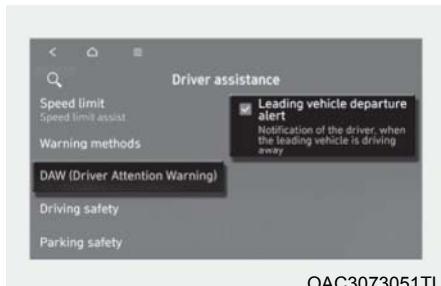 Driver assistance
Speed limit
Speed limit assist
Warning methods
DAW (Driver Attention Warning)
Driving safety
Parking safety
Leading vehicle departure
alert
Notification of the driver, when
the leading vehicle is driving
away
OAC3073051TL